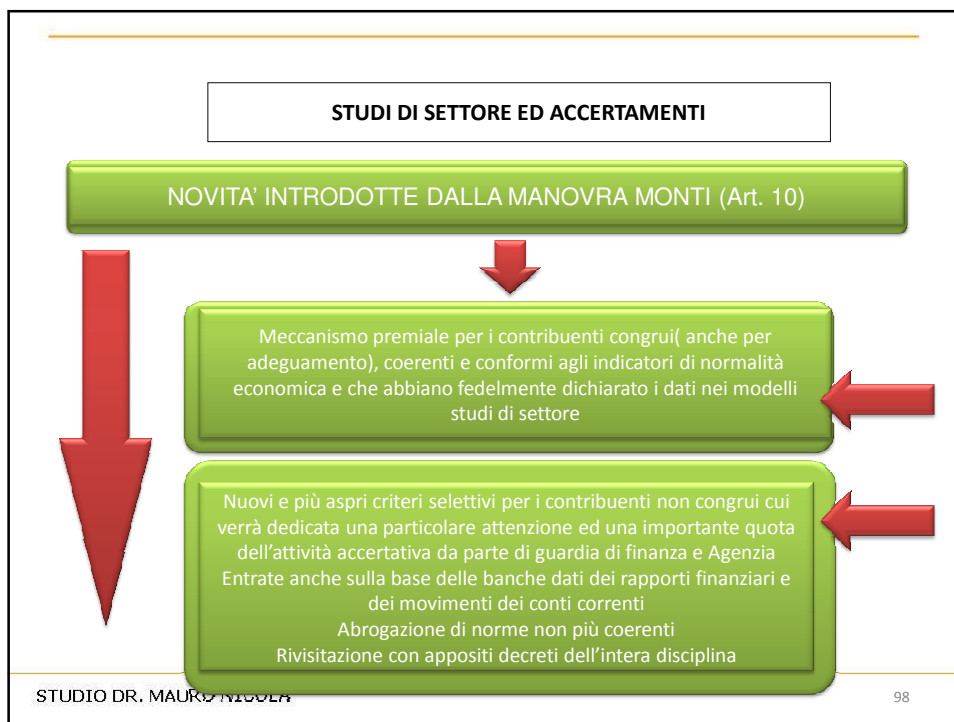 STUDI DI SETTORE ED ACCERTAMENTI
NOVITA' INTRODOTTE DALLA MANOVRA MONTI (Art. 10)
Meccanismo premiale per i contribuenti congrui( anche per
adeguamento), coerenti e conformi agli indicatori di normalità
economica e che abbiano fedelmente dichiarato i dati nei modelli
studi di settore
Nuovi e più aspri criteri selettivi per i contribuenti non congrui cui
verrà dedicata una particolare attenzione ed una importante quota
dell'attività accertativa da parte di guardia di finanza e Agenzia
Entrate anche sulla base delle banche dati dei rapporti finanziari e
dei movimenti dei conti correnti
Abrogazione di norme non più coerenti
Rivisitazione con appositi decreti dell'intera disciplina
STUDIO DR. MAURO NICOLA
98